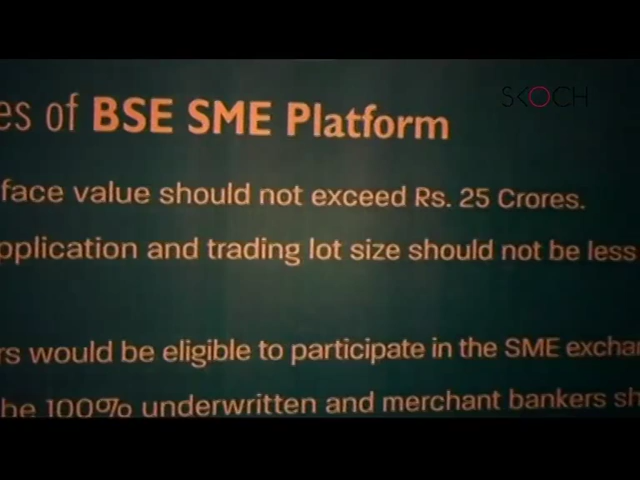 SKOCH
es of BSE SME Platform
face value should not exceed Rs. 25 Crores.
pplication and trading lot size should not be less
rs would be eligible to participate in the SME exchan
be 100% underwritten and merchant bankers sh